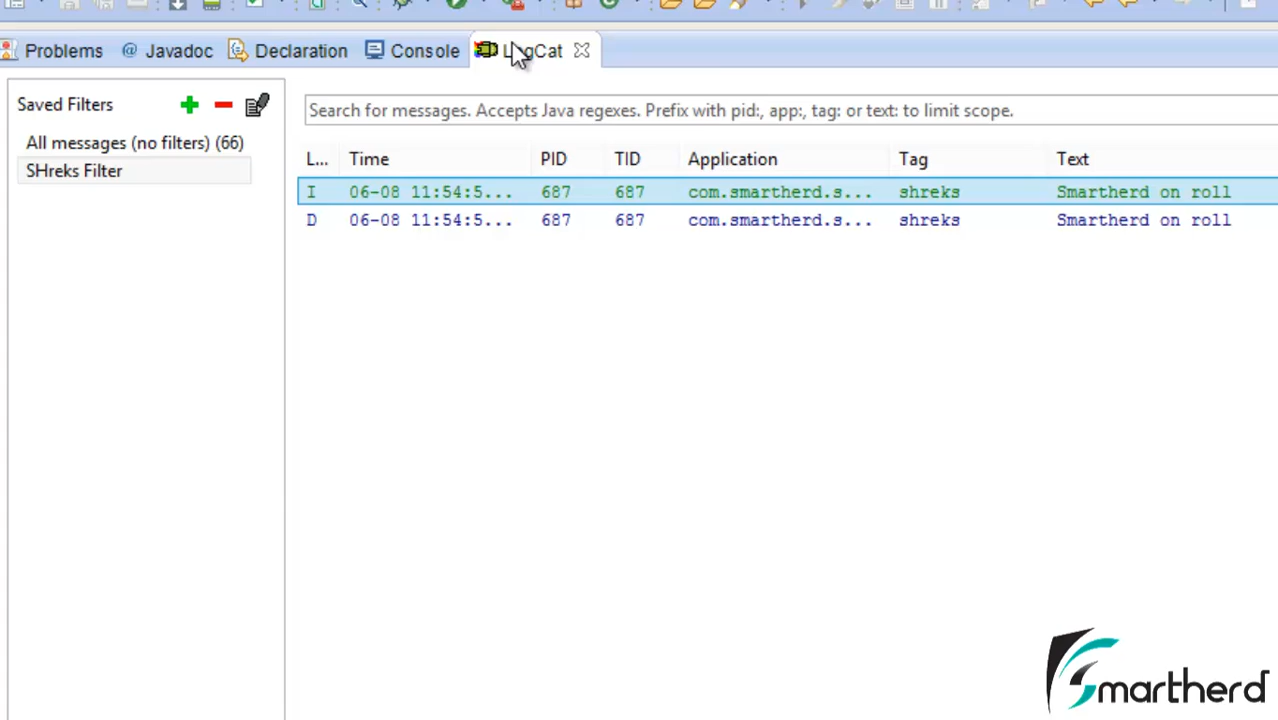 Problems @ Javadoc Declaration Console LogCat
Saved Filters
All messages (no filters) (66)
SHreks Filter
Search for messages. Accepts Java regexes. Prefix with pid:, app:, tag: or text: to limit scope.
L... Time PID TID Application Tag Text
I 06-08 11:54:5... 687 687 com.smartherd.s... shreks Smartherd on roll
D 06-08 11:54:5... 687 687 com.smartherd.s... shreks Smartherd on roll
Smartherd